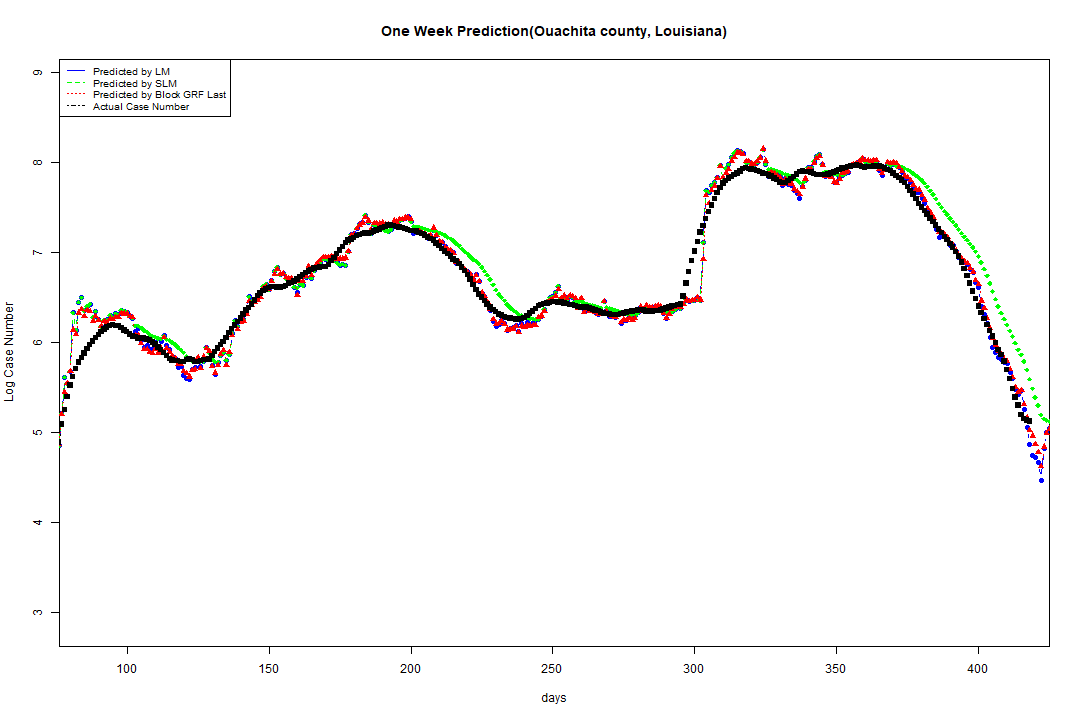 One Week Prediction(Ouachita county, Louisiana)
Predicted by LM
Predicted by SLM
Predicted by Block GRF Last
Actual Case Number
9
8
7
6
5
4
3
Log Case Number
100 150 200 250 300 350 400
days